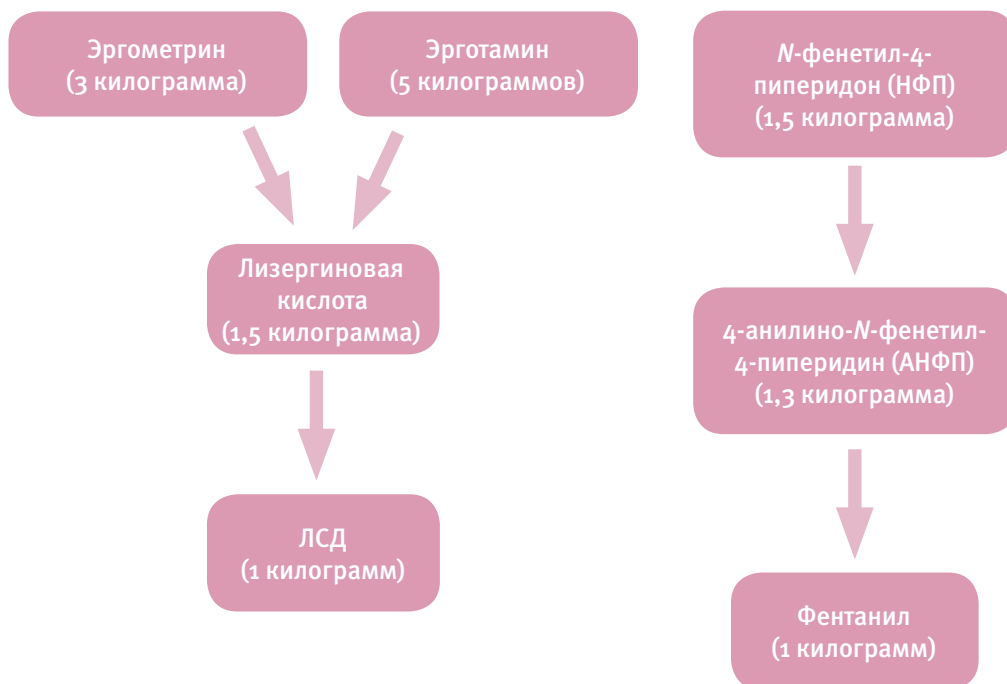 Эргометрин
(3 килограмма)
Эрготамин
(5 килограммов)
Лизергиновая
кислота
(1,5 килограмма)
ЛСД
(1 килограмм)
N-фенетил-4-
пиперидон (НФП)
(1,5 килограмма)
4-анилино-N-фенетил-
4-пиперидин (АНФП)
(1,3 килограмма)
Фентанил
(1 килограмм)